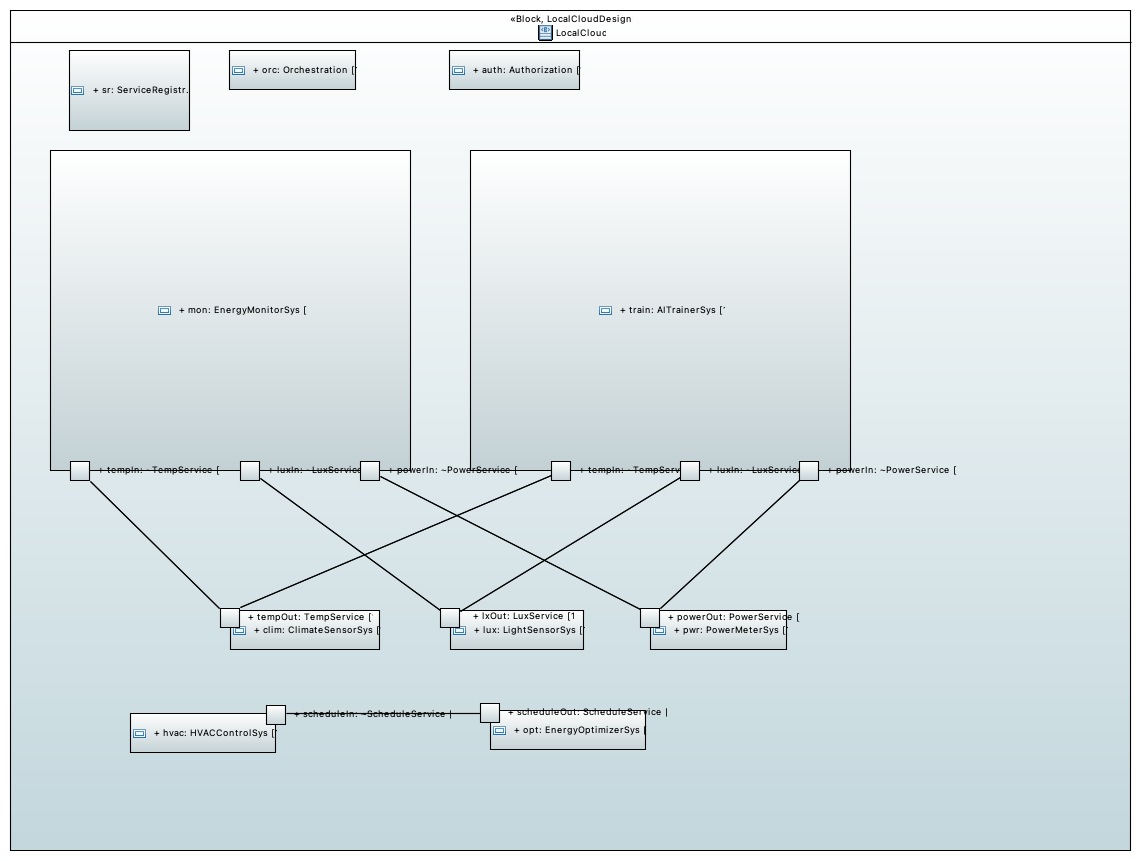 «Block, LocalCloudDesign
LocalCloud
+ sr: ServiceRegistr.
+ orc: Orchestration [
+ auth: Authorization [
+ mon: EnergyMonitorSys [
+ train: AITrainerSys [
+ tempIn: ~TempService [
+ luxIn: ~LuxService
+ powerIn: ~PowerService [
+ tempIn: ~TempServ
+ luxIn: ~LuxServic
+ powerIn: ~PowerService [
+ tempOut: TempService [
+ clim: ClimateSensorSys [
+ lxOut: LuxService [1
+ lux: LightSensorSys [
+ powerOut: PowerService [
+ pwr: PowerMeterSys [
+ scheduleIn: ~ScheduleService [
+ hvac: HVACControlSys [
+ scheduleOut: ScheduleService [
+ opt: EnergyOptimizerSys [